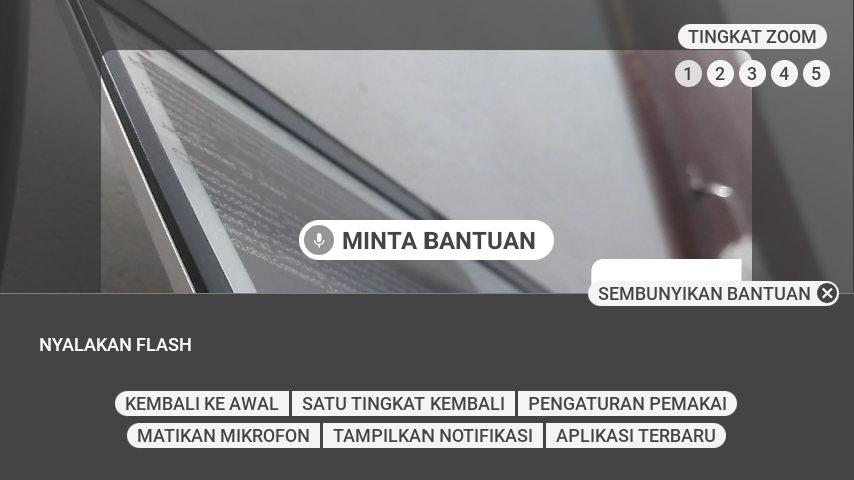 TINGKAT ZOOM
1 2 3 4 5
MINTA BANTUAN
SEMBUNYIKAN BANTUAN
NYALAKAN FLASH
KEMBALI KE AWAL SATU TINGKAT KEMBALI PENGATURAN PEMAKAI
MATIKAN MIKROFON TAMPILKAN NOTIFIKASI APLIKASI TERBARU